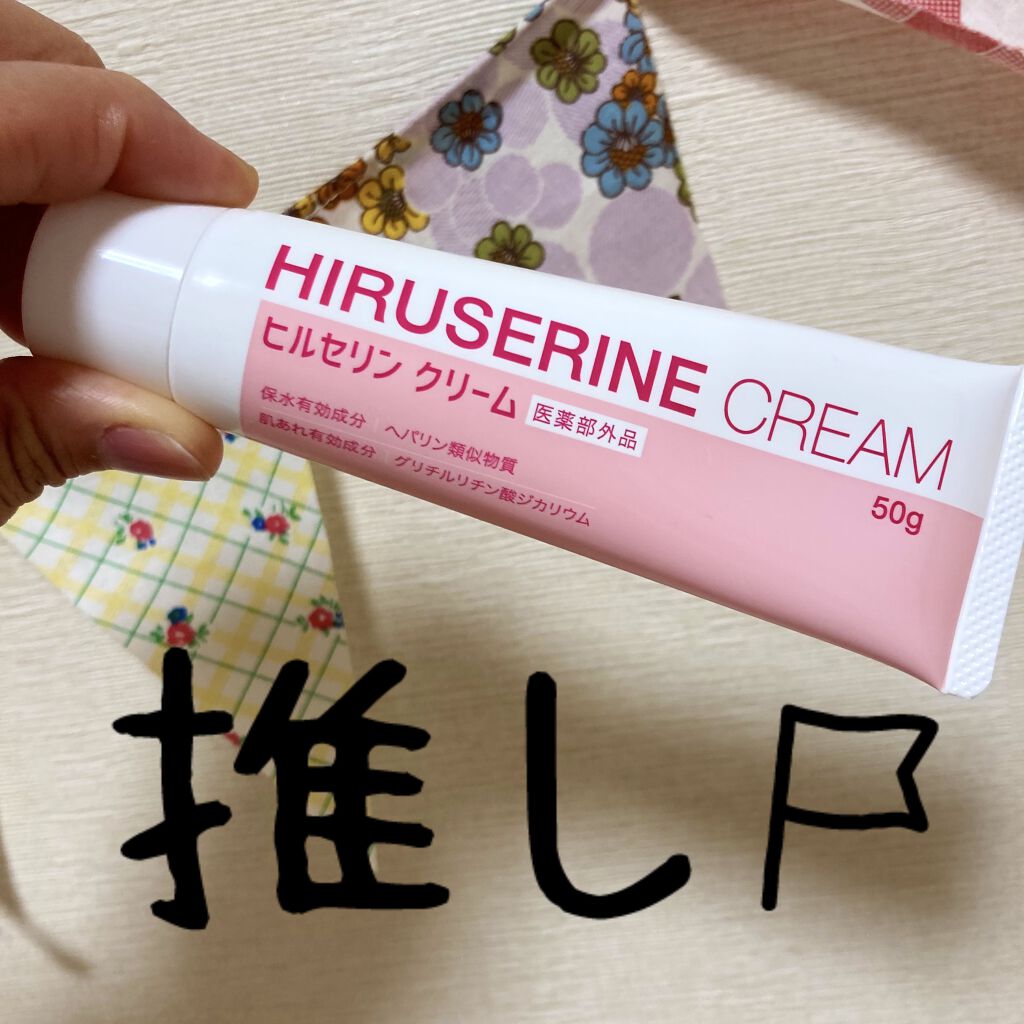 HIRUSERINE CREAM
ヒルセリン クリーム 医薬部外品
保水有効成分 ヘパリン類似物質
肌あれ有効成分 グリチルリチン酸ジカリウム
50g
推し